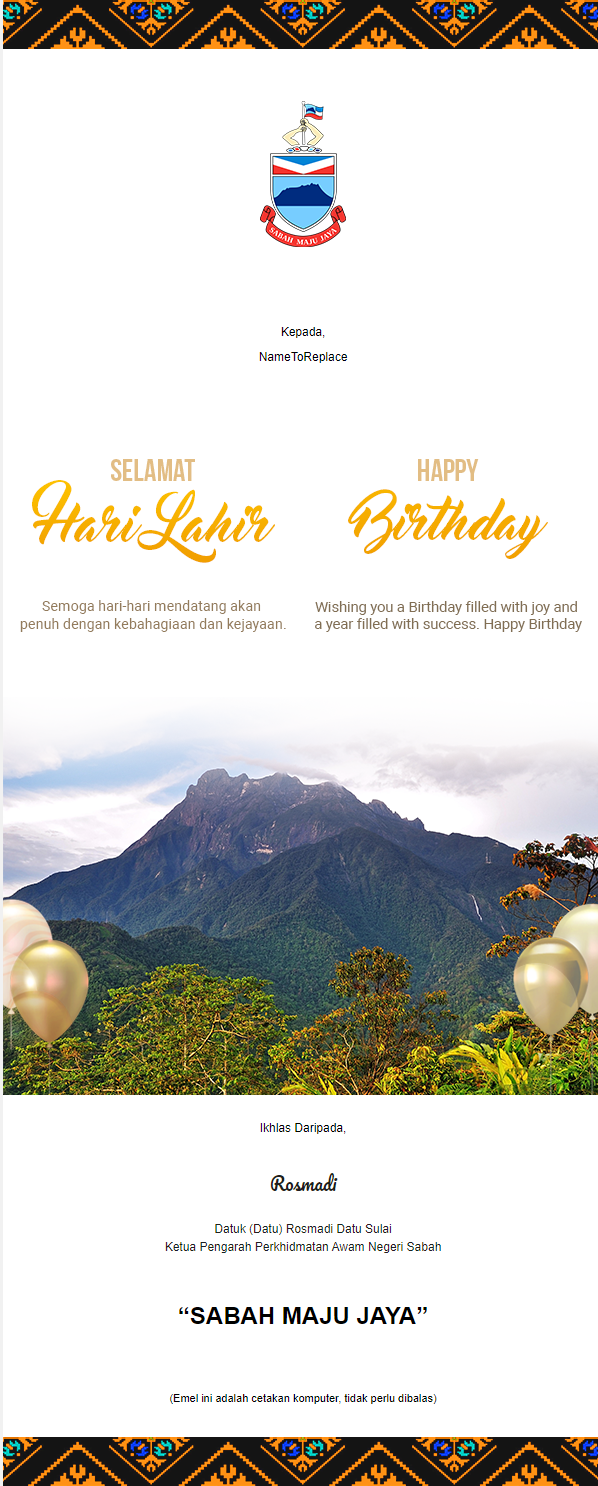 SABAH MAJU JAYA
Kepada,
NameToReplace
SELAMAT
Hari Lahir
Semoga hari-hari mendatang akan
penuh dengan kebahagiaan dan kejayaan.
HAPPY
Birthday
Wishing you a Birthday filled with joy and
a year filled with success. Happy Birthday
Ikhlas Daripada,
Rosmadi
Datuk (Datu) Rosmadi Datu Sulai
Ketua Pengarah Perkhidmatan Awam Negeri Sabah
“SABAH MAJU JAYA”
(Emel ini adalah cetakan komputer, tidak perlu dibalas)